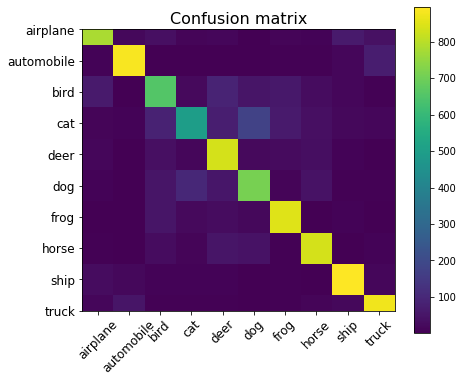 Confusion matrix
airplane
automobile
bird
cat
deer
dog
frog
horse
ship
truck
airplane
automobile
bird
cat
deer
dog
frog
horse
ship
truck
800
700
600
500
400
300
200
100